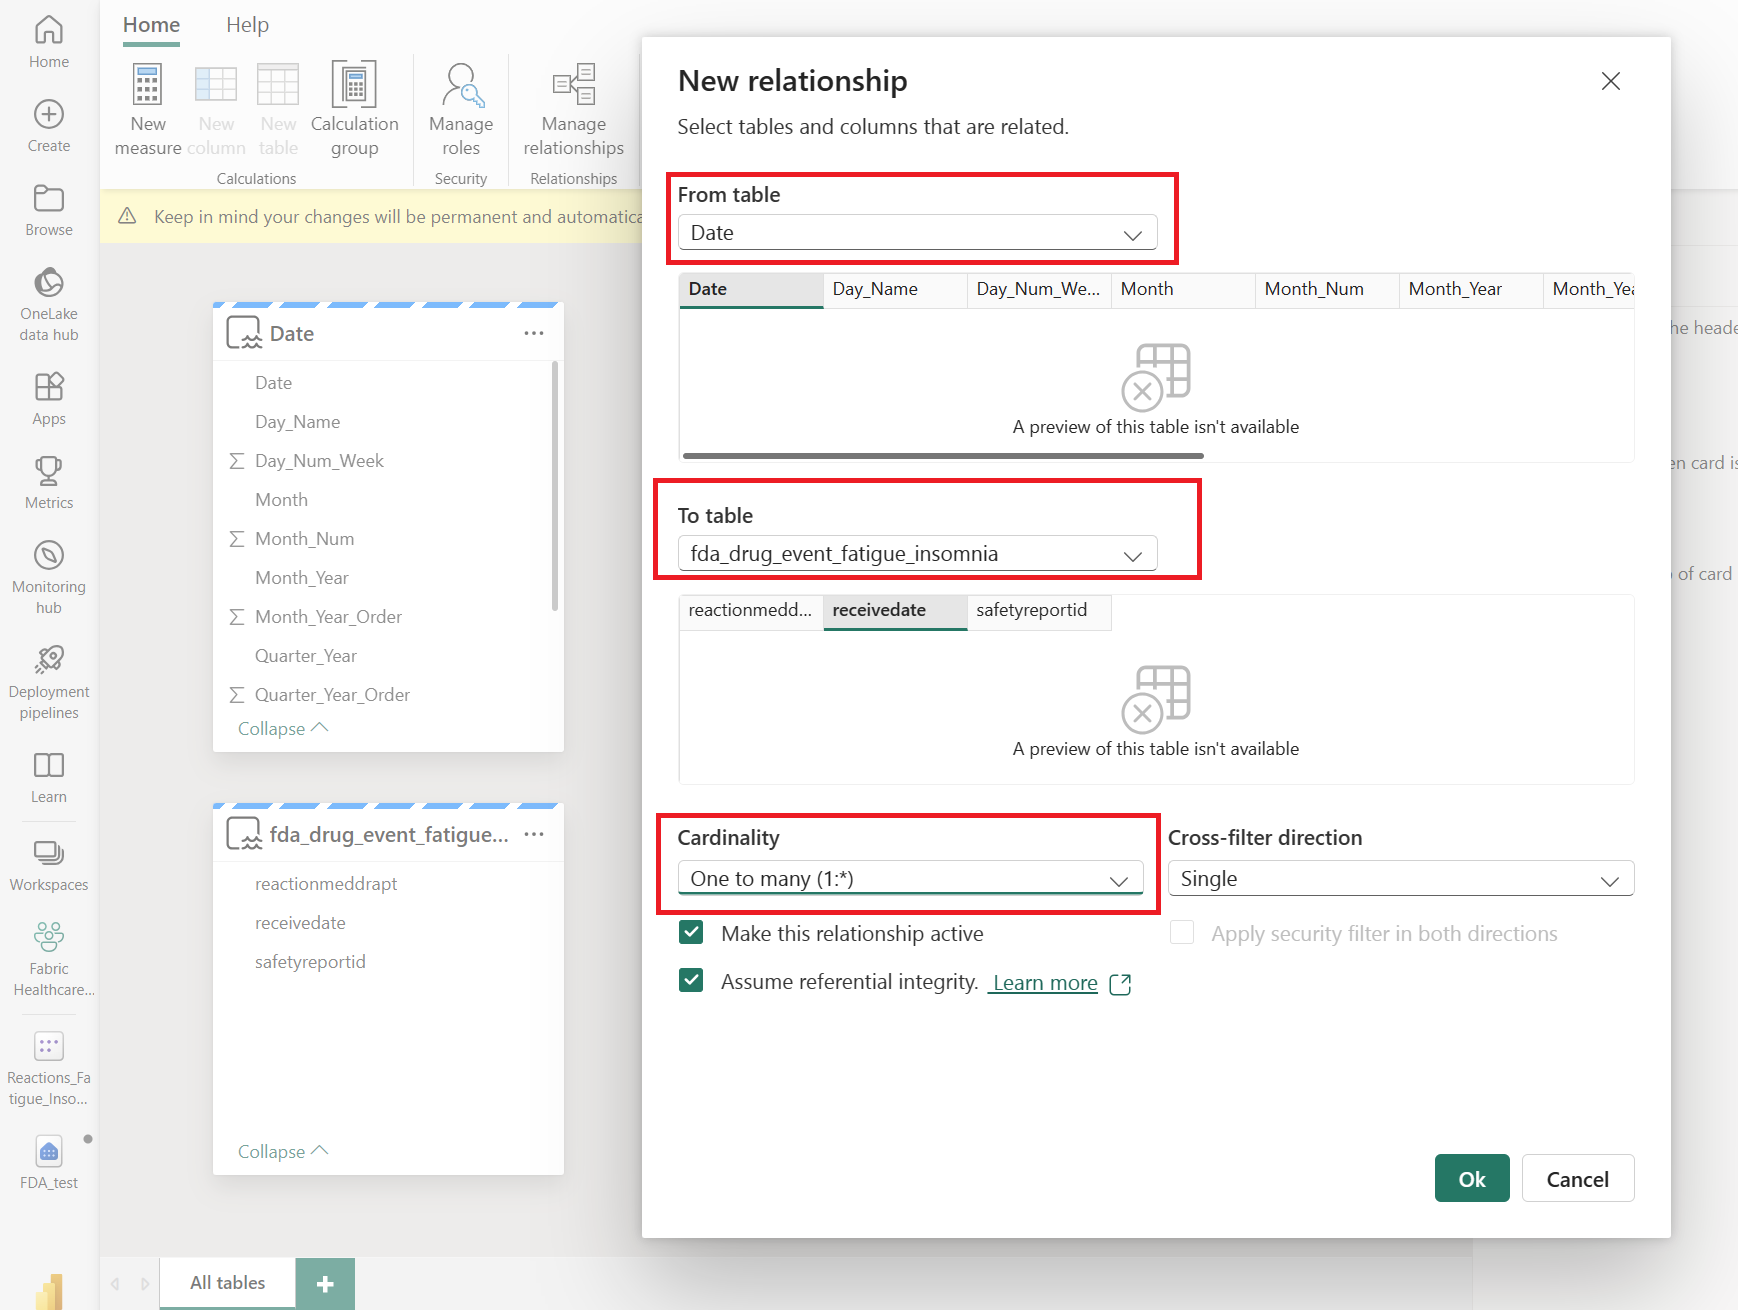 Home
Create
Browse
OneLake
data hub
Apps
Metrics
Monitoring
hub
Deployment
pipelines
Learn
Workspaces
Fabric
Healthcare...
Reactions_Fa
tigue_Inso...
FDA_test
Home
Help
New
measure
New
column
New
table
Calculation
group
Calculations
Manage
roles
Security
Manage
relationships
Relationships
Keep in mind your changes will be permanent and automatica
Date
Date
Day_Name
Day_Num_Week
Month
Month_Num
Month_Year
Month_Year_Order
Quarter_Year
Quarter_Year_Order
Collapse
fda_drug_event_fatigue...
reactionmeddrapt
receivedate
safetyreportid
Collapse
All tables
New relationship
Select tables and columns that are related.
From table
Date
Date
Day_Name
Day_Num_We...
Month
Month_Num
Month_Year
Month_Yea
A preview of this table isn't available
To table
fda_drug_event_fatigue_insomnia
reactionmedd...
receivedate
safetyreportid
A preview of this table isn't available
Cardinality
One to many (1:*)
Cross-filter direction
Single
Make this relationship active
Apply security filter in both directions
Assume referential integrity. Learn more
Ok
Cancel
he heade
en card is
of card